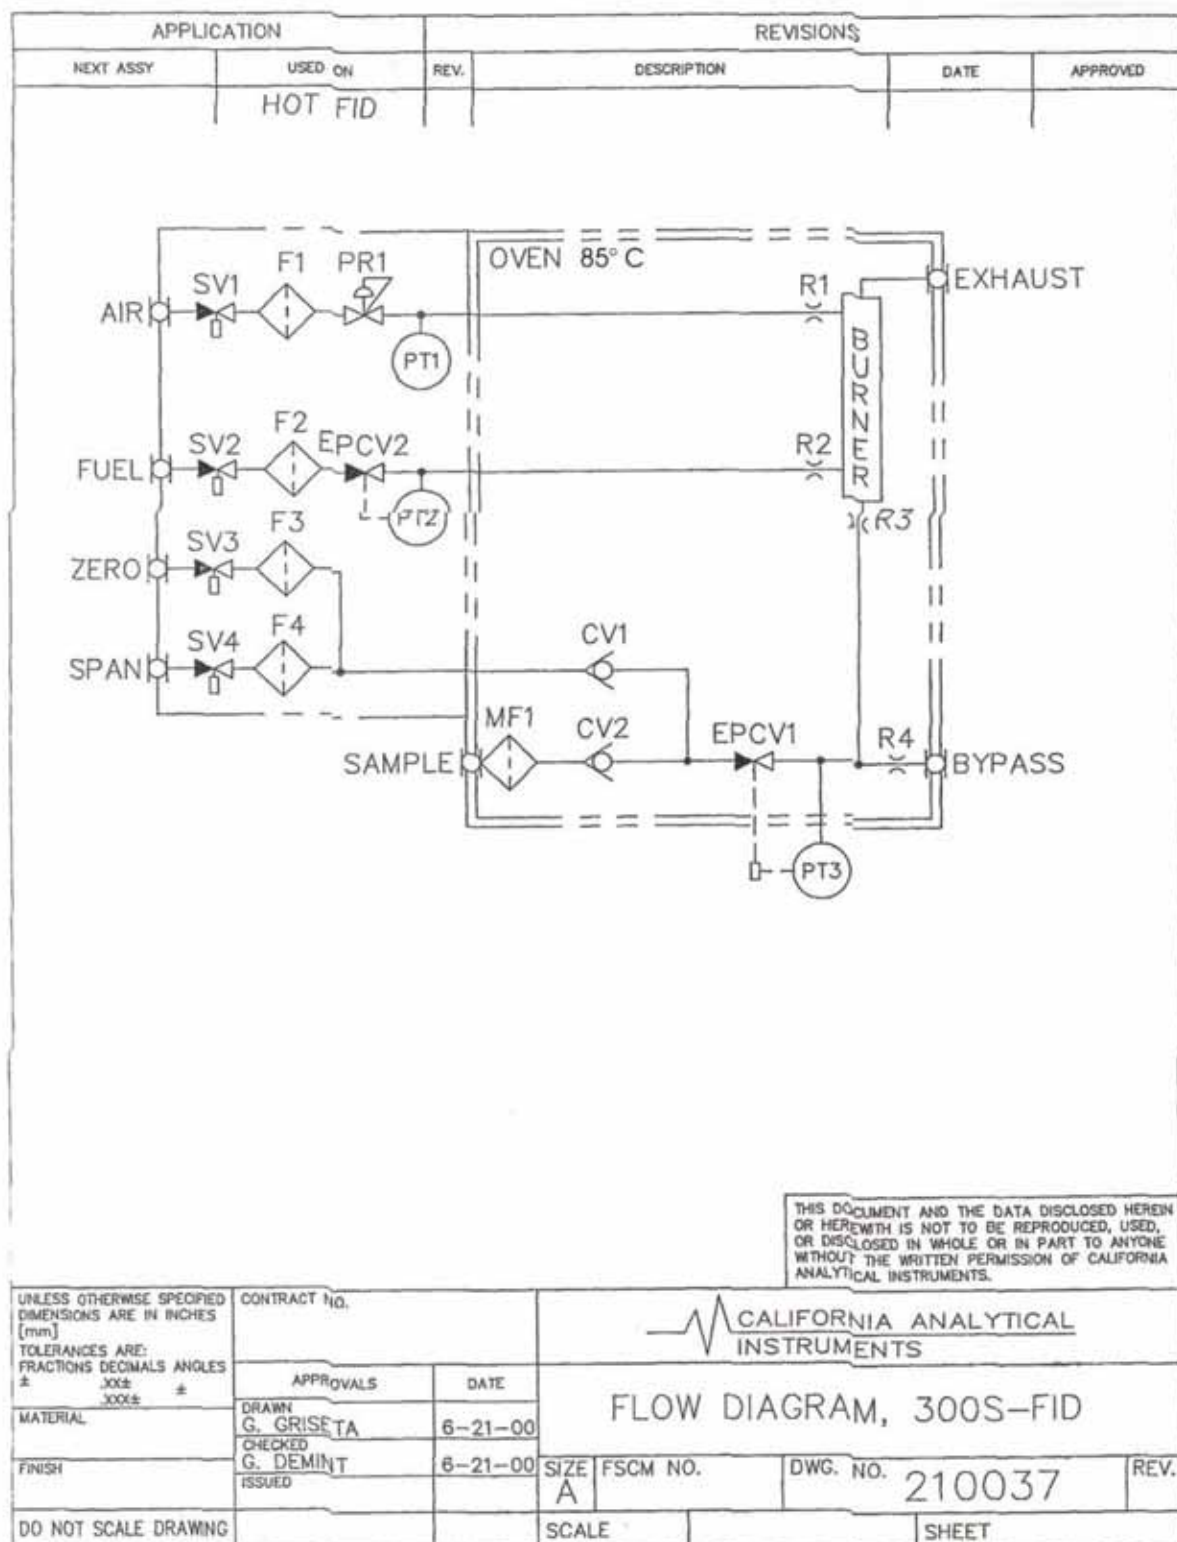 APPLICATION
REVISIONS
NEXT ASSY
USED ON
REV.
DESCRIPTION
DATE
APPROVED
HOT FID
OVEN 85° C
AIR
SV1
F1
PR1
PT1
R1
EXHAUST
BURNER
FUEL
SV2
F2
EPCV2
PT2
R2
R3
ZERO
SV3
F3
SPAN
SV4
F4
CV1
SAMPLE
MF1
CV2
EPCV1
R4
BYPASS
PT3
THIS DOCUMENT AND THE DATA DISCLOSED HEREIN
OR HEREWITH IS NOT TO BE REPRODUCED, USED,
OR DISCLOSED IN WHOLE OR IN PART TO ANYONE
WITHOUT THE WRITTEN PERMISSION OF CALIFORNIA
ANALYTICAL INSTRUMENTS.
UNLESS OTHERWISE SPECIFIED
DIMENSIONS ARE IN INCHES
[mm]
TOLERANCES ARE:
FRACTIONS DECIMALS ANGLES
± .XX± ±
.XXX±
MATERIAL
FINISH
DO NOT SCALE DRAWING
CONTRACT NO.
APPROVALS
DATE
DRAWN
G. GRISETA
6-21-00
CHECKED
G. DEMINT
6-21-00
ISSUED
CALIFORNIA ANALYTICAL
INSTRUMENTS
FLOW DIAGRAM, 300S-FID
SIZE
A
FSCM NO.
DWG. NO.
210037
REV.
SCALE
SHEET